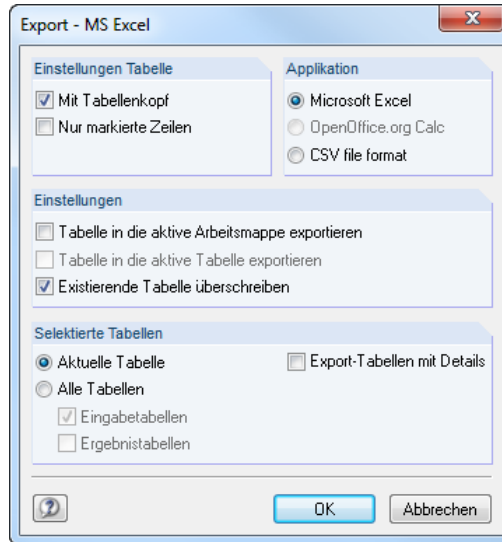 Export - MS Excel
Einstellungen Tabelle
Mit Tabellenkopf
Nur markierte Zeilen
Applikation
Microsoft Excel
OpenOffice.org Calc
CSV file format
Einstellungen
Tabelle in die aktive Arbeitsmappe exportieren
Tabelle in die aktive Tabelle exportieren
Existierende Tabelle überschreiben
Selektierte Tabellen
Aktuelle Tabelle
Export-Tabellen mit Details
Alle Tabellen
Eingabetabellen
Ergebnistabellen
OK
Abbrechen